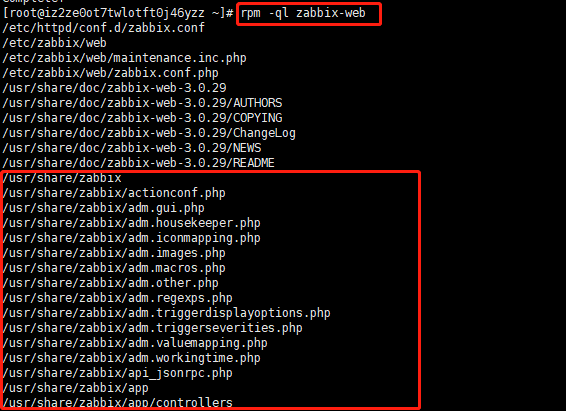 Complete!
[root@iz2ze0ot7twlotft0j46yzz ~]# rpm -ql zabbix-web
/etc/httpd/conf.d/zabbix.conf
/etc/zabbix/web
/etc/zabbix/web/maintenance.inc.php
/etc/zabbix/web/zabbix.conf.php
/usr/share/doc/zabbix-web-3.0.29
/usr/share/doc/zabbix-web-3.0.29/AUTHORS
/usr/share/doc/zabbix-web-3.0.29/COPYING
/usr/share/doc/zabbix-web-3.0.29/ChangeLog
/usr/share/doc/zabbix-web-3.0.29/NEWS
/usr/share/doc/zabbix-web-3.0.29/README
/usr/share/zabbix
/usr/share/zabbix/actionconf.php
/usr/share/zabbix/adm.gui.php
/usr/share/zabbix/adm.housekeeper.php
/usr/share/zabbix/adm.iconmapping.php
/usr/share/zabbix/adm.images.php
/usr/share/zabbix/adm.macros.php
/usr/share/zabbix/adm.other.php
/usr/share/zabbix/adm.regexps.php
/usr/share/zabbix/adm.triggerdisplayoptions.php
/usr/share/zabbix/adm.triggerseverities.php
/usr/share/zabbix/adm.valuemapping.php
/usr/share/zabbix/adm.workingtime.php
/usr/share/zabbix/api_jsonrpc.php
/usr/share/zabbix/app
/usr/share/zabbix/app/controllers